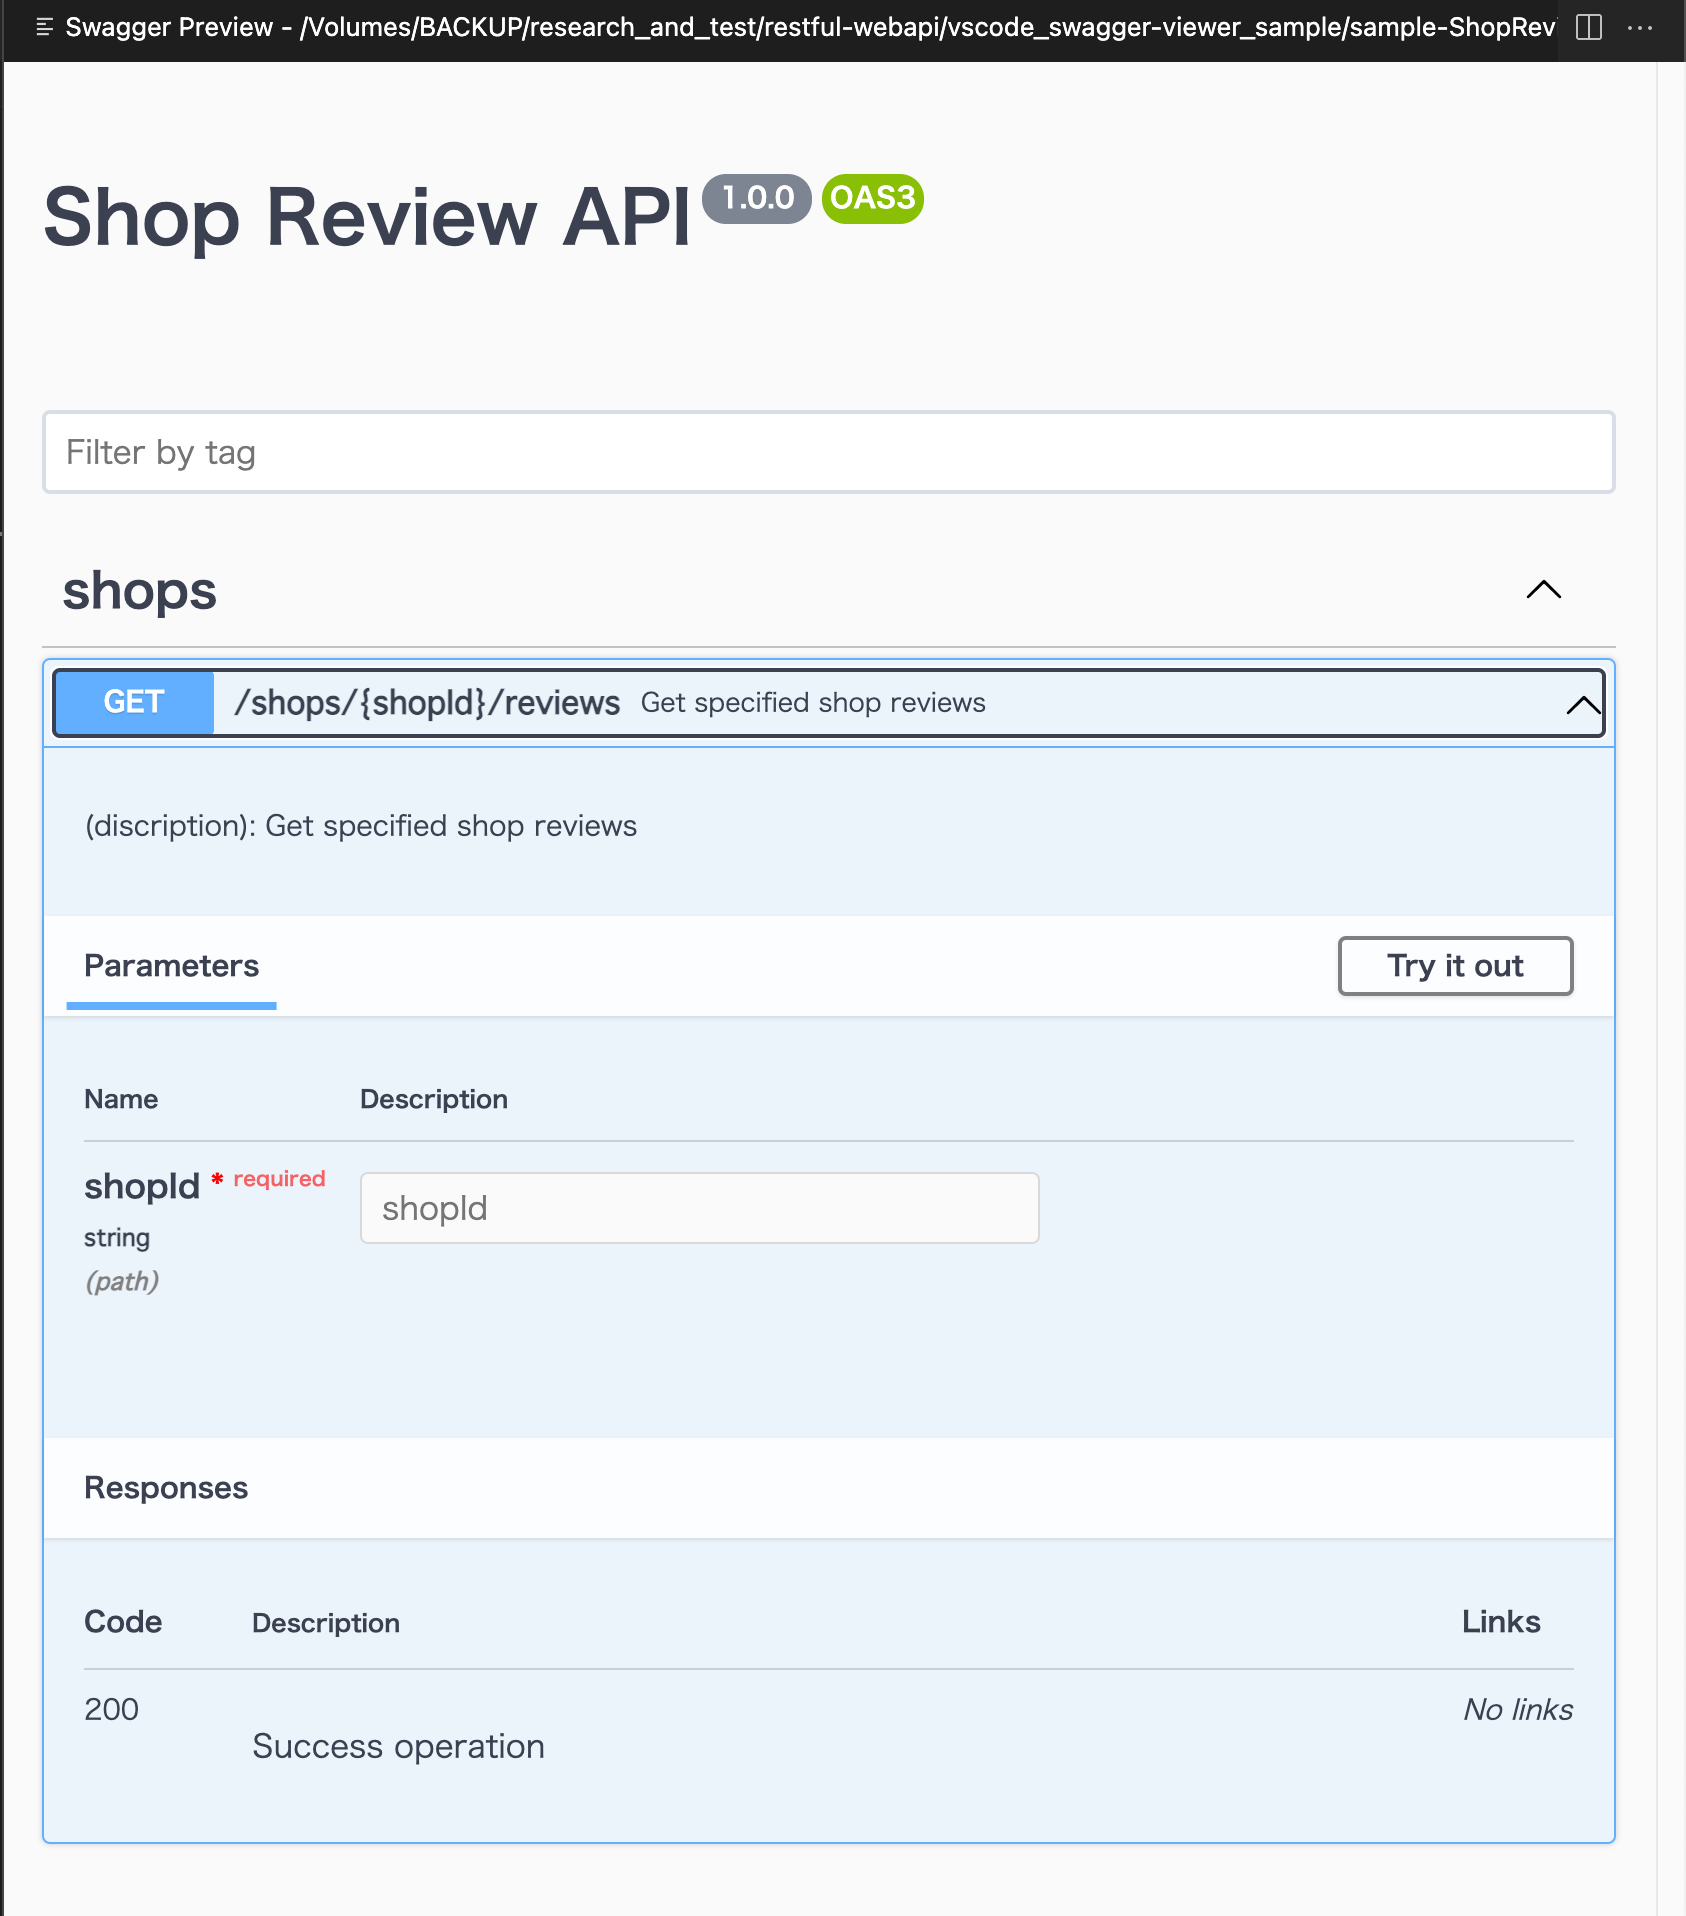 Swagger Preview - /Volumes/BACKUP/research_and_test/restful-webapi/vscode_swagger-viewer_sample/sample-ShopRev
Shop Review API 1.0.0 OAS3
Filter by tag
shops
GET /shops/{shopId}/reviews Get specified shop reviews
(discription): Get specified shop reviews
Parameters Try it out
Name Description
shopId * required shopId
string
(path)
Responses
Code Description Links
200 No links
Success operation